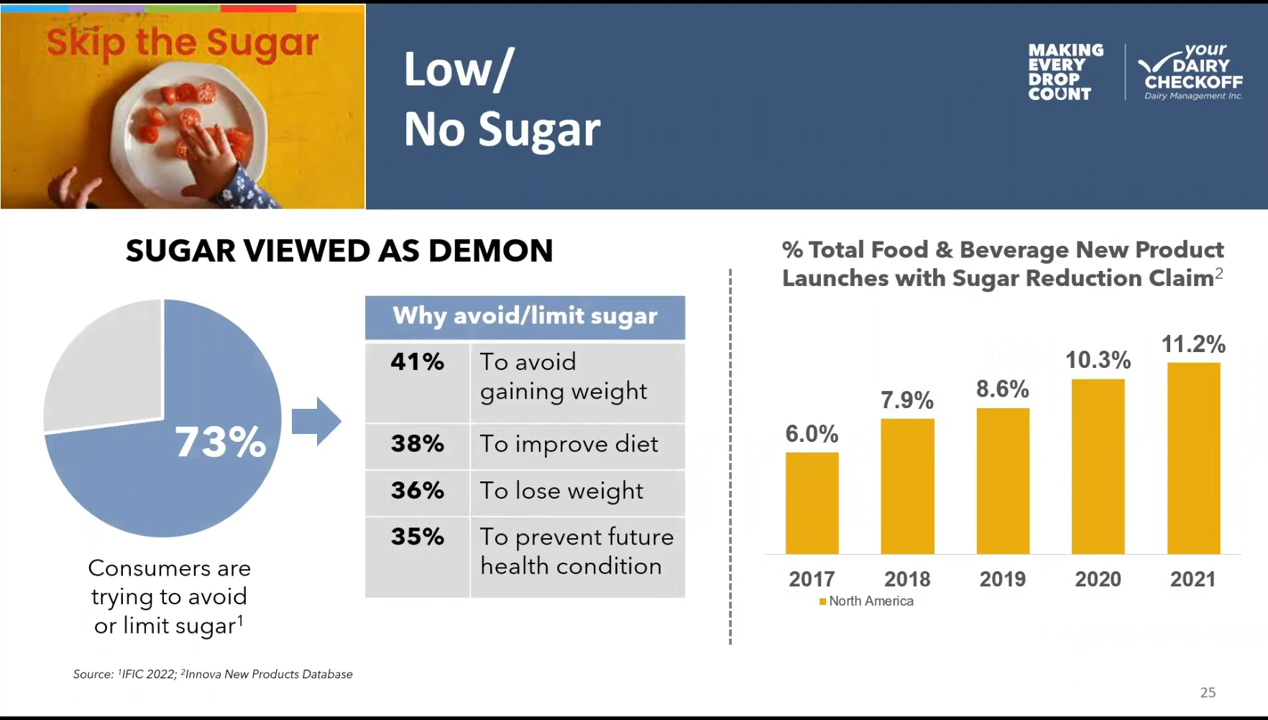 Skip the Sugar
Low/
No Sugar
MAKING
EVERY
DROP
COUNT
your
DAIRY
CHECKOFF
Dairy Management Inc.
SUGAR VIEWED AS DEMON
73%
Consumers are
trying to avoid
or limit sugar¹
Why avoid/limit sugar
41% To avoid
gaining weight
38% To improve diet
36% To lose weight
35% To prevent future
health condition
% Total Food & Beverage New Product
Launches with Sugar Reduction Claim²
6.0%
7.9%
8.6%
10.3%
11.2%
2017 2018 2019 2020 2021
North America
Source: ¹IFIC 2022; ²Innova New Products Database
25